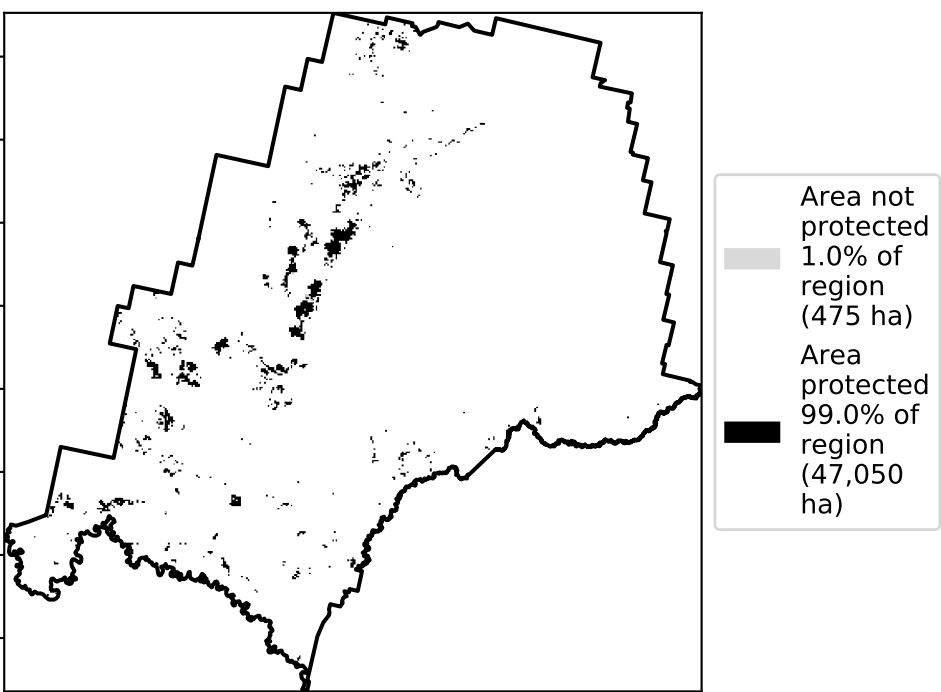 Area not
protected
1.0% of
region
(475 ha)
Area
protected
99.0% of
region
(47,050
ha)